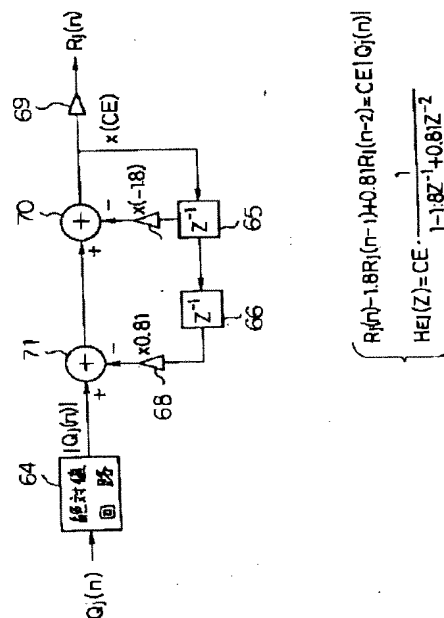 Qj(n)
64
絶対値
回路
|Qj(n)|
71
+
+
−
x0.81
68
Z⁻¹
66
70
+
+
−
x(-1.8)
Z⁻¹
65
x(CE)
69
Rj(n)
Rj(n)-1.8Rj(n-1)+0.81Rj(n-2)=CE|Qj(n)|
HEJ(Z)=CE·1/1-1.8Z⁻¹+0.81Z⁻²